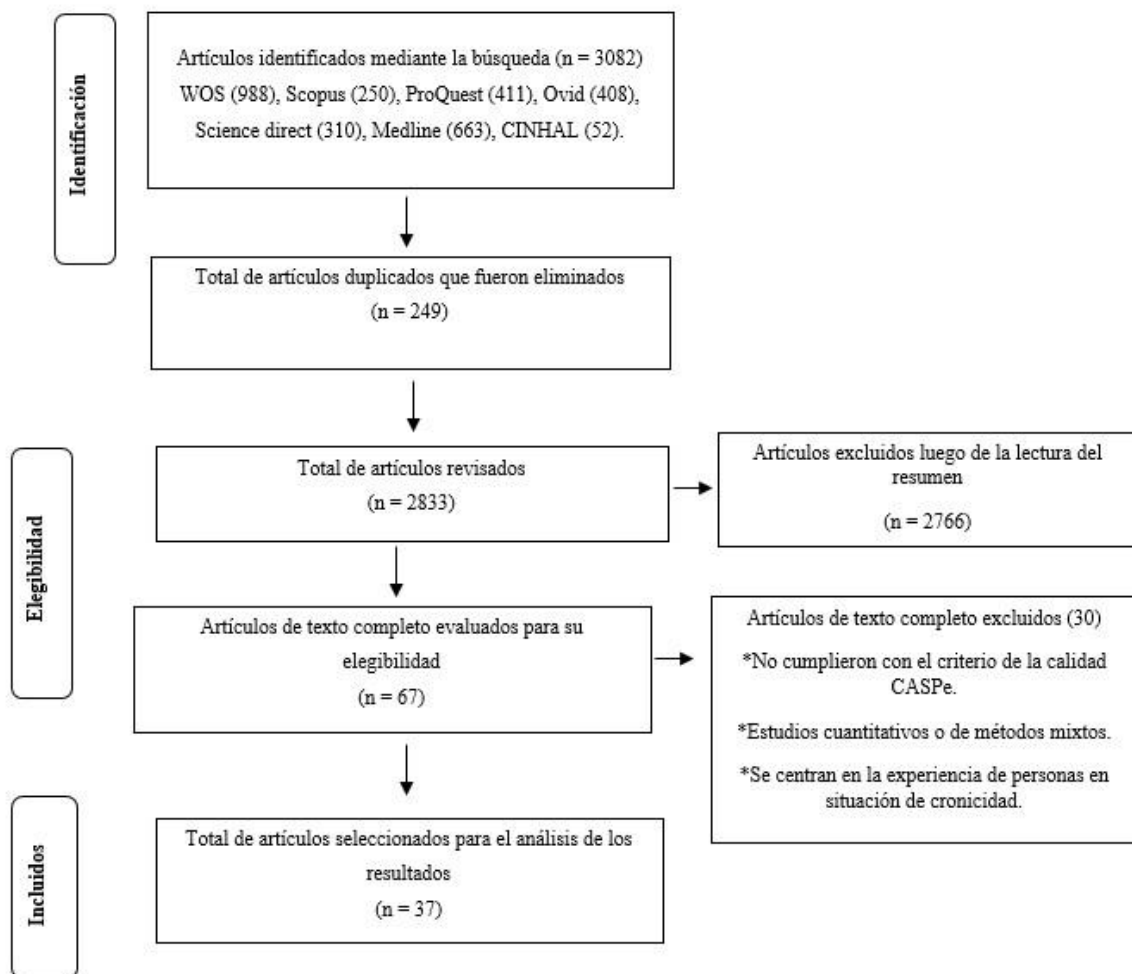 Identificación
Artículos identificados mediante la búsqueda (n = 3082)
WOS (988), Scopus (250), ProQuest (411), Ovid (408),
Science direct (310), Medline (663), CINHAL (52).
Total de artículos duplicados que fueron eliminados
(n = 249)
Elegibilidad
Total de artículos revisados
(n = 2833)
Artículos excluidos luego de la lectura del
resumen
(n = 2766)
Artículos de texto completo evaluados para su
elegibilidad
(n = 67)
Artículos de texto completo excluidos (30)
*No cumplieron con el criterio de la calidad
CASPe.
*Estudios cuantitativos o de métodos mixtos.
*Se centran en la experiencia de personas en
situación de cronicidad.
Incluidos
Total de artículos seleccionados para el análisis de los
resultados
(n = 37)